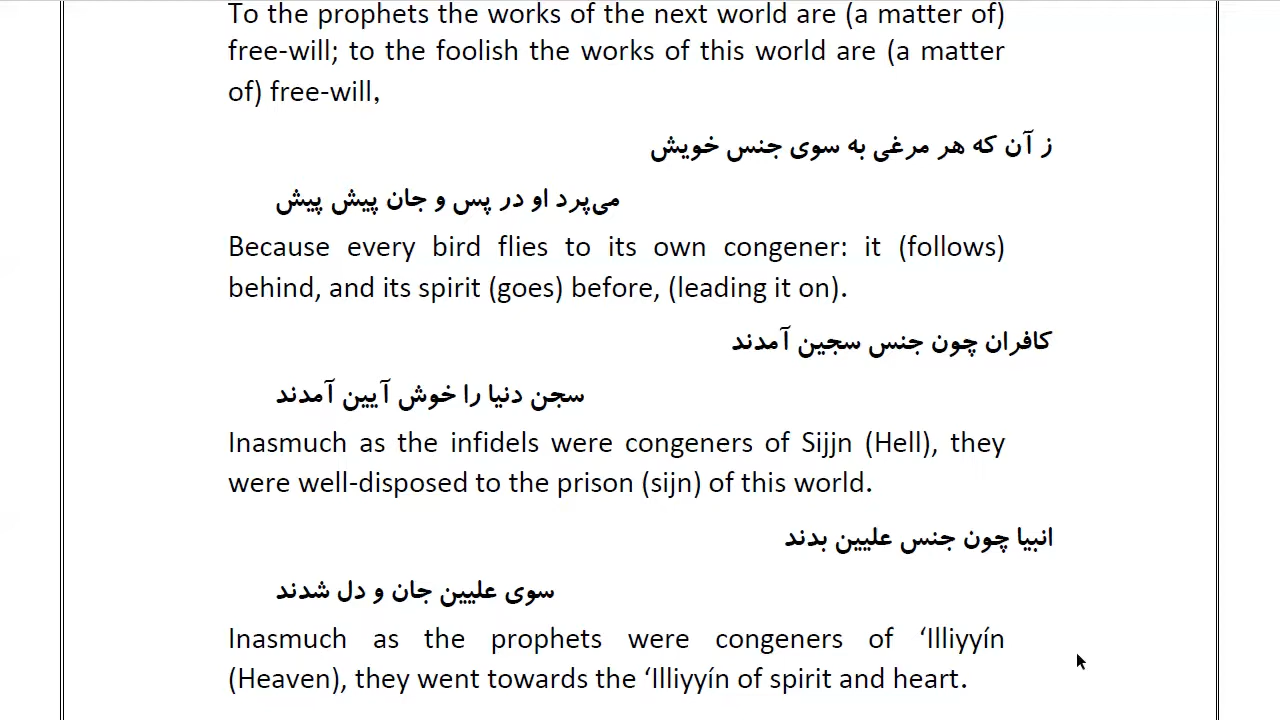 To the prophets the works of the next world are (a matter of)
free-will; to the foolish the works of this world are (a matter
of) free-will,
ز آن که هر مرغی به سوی جنس خویش
می‌پرد او در پس و جان پیش پیش
Because every bird flies to its own congener: it (follows)
behind, and its spirit (goes) before, (leading it on).
کافران چون جنس سجین آمدند
سجن دنیا را خوش آیین آمدند
Inasmuch as the infidels were congeners of Sijjn (Hell), they
were well-disposed to the prison (sijn) of this world.
انبیا چون جنس علیین بدند
سوی علیین جان و دل شدند
Inasmuch as the prophets were congeners of ‘Illiyyín
(Heaven), they went towards the ‘Illiyyín of spirit and heart.